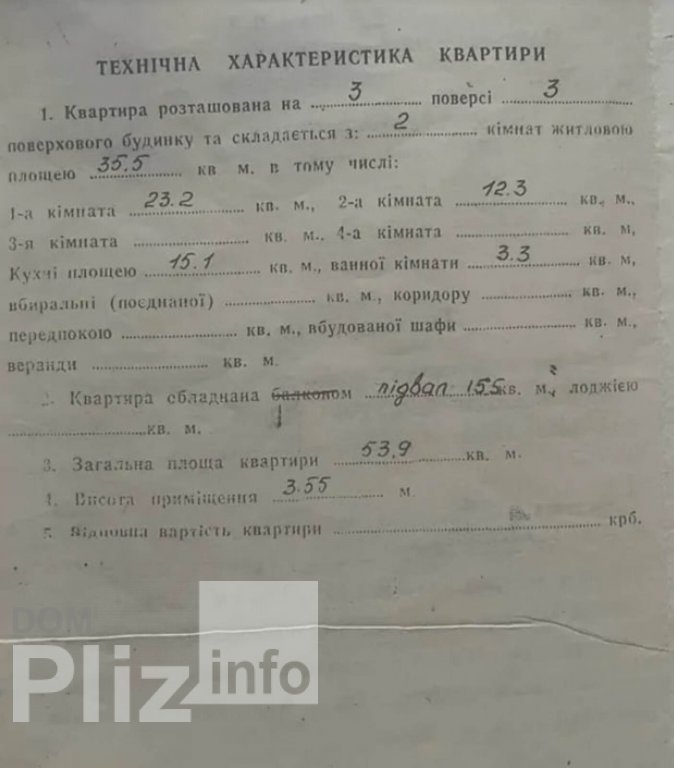 ТЕХНІЧНА ХАРАКТЕРИСТИКА КВАРТИРИ
1. Квартира розташована на 3 поверсі 3
поверхового будинку та складається з: 2 кімнат житловою
площею 35.5 кв м. в тому числі:
1-а кімната 23.2 кв. м., 2-а кімната 12.3 кв. м.,
3-я кімната кв. м.. 4-а кімната кв. м,
Кухні площею 15.1 кв. м., ванної кімнати 3.3 кв. м,
вбиральні (поєднаної) кв. м., коридору кв. м.,
передпокою кв. м., вбудованої шафи кв. м.,
веранди кв. м.
2. Квартира обладнана балконом підвал 155 кв. м, лоджією
кв. м.
3. Загальна площа квартири 53,9 кв. м.
4. Висота приміщення 3.55 м.
5. Відновна вартість квартири крб.
DOM
Pliz info